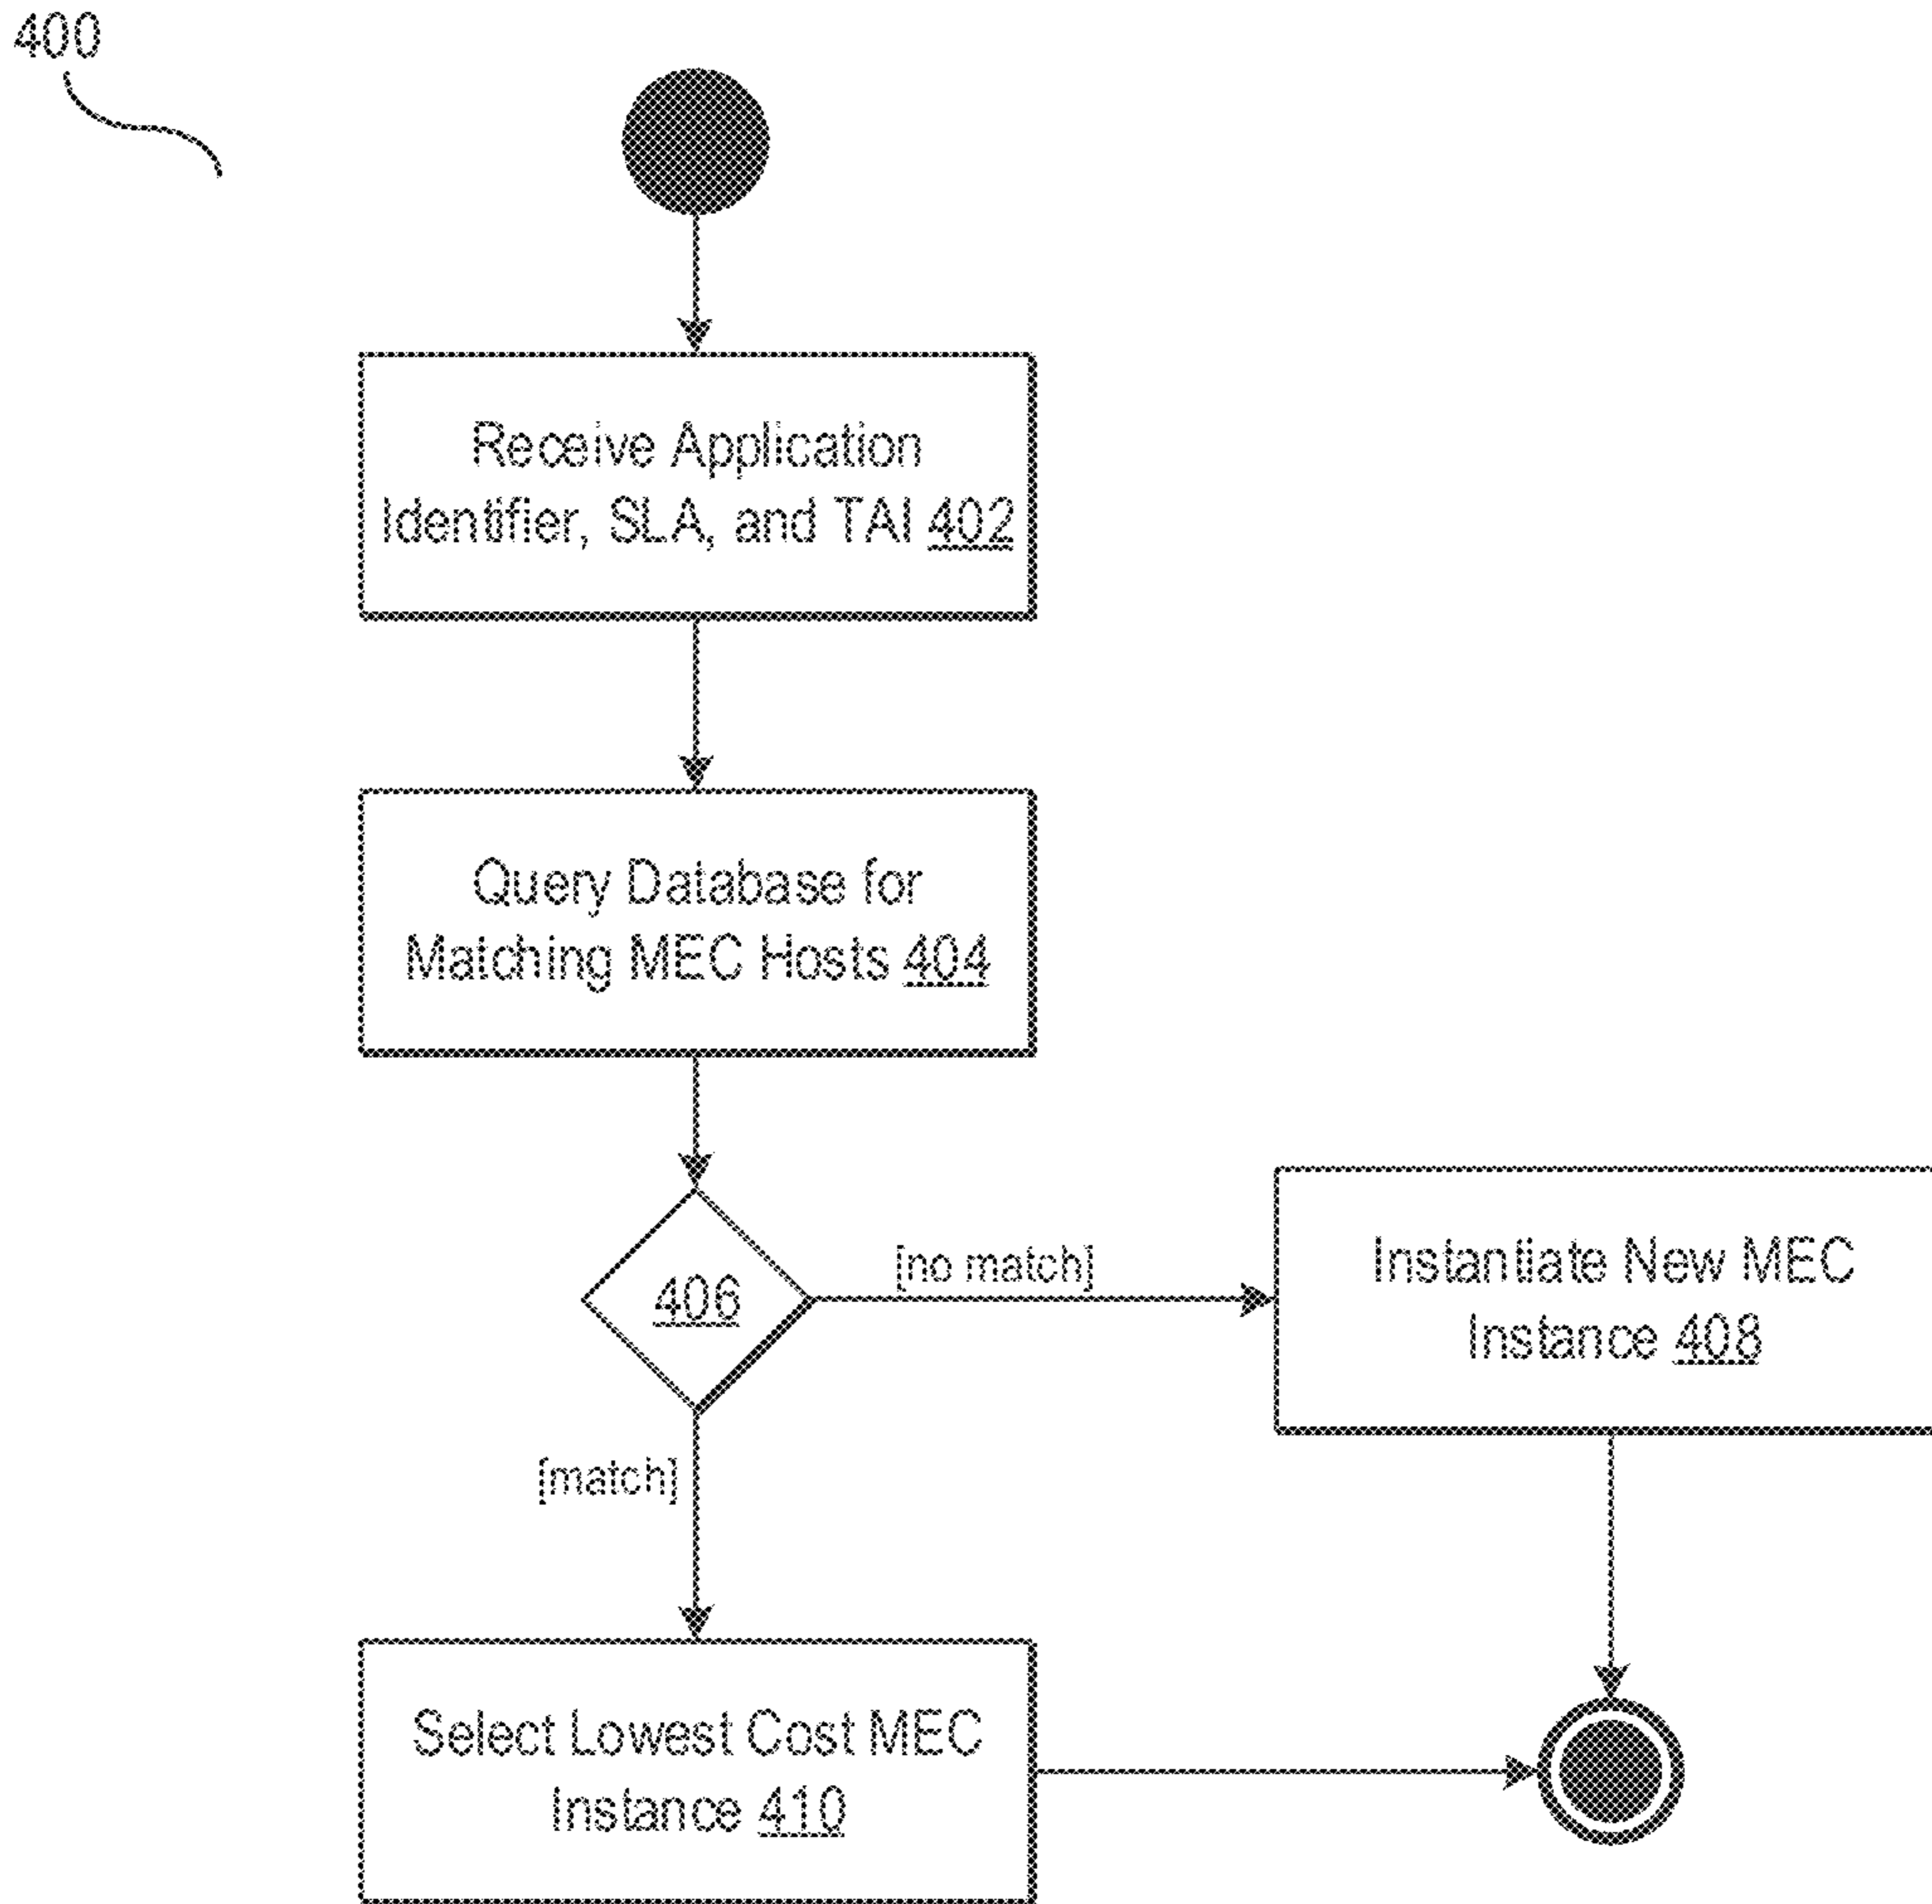 400
Receive Application
Identifier, SLA, and TAI 402
Query Database for
Matching MEC Hosts 404
406
[no match]
Instantiate New MEC
Instance 408
[match]
Select Lowest Cost MEC
Instance 410